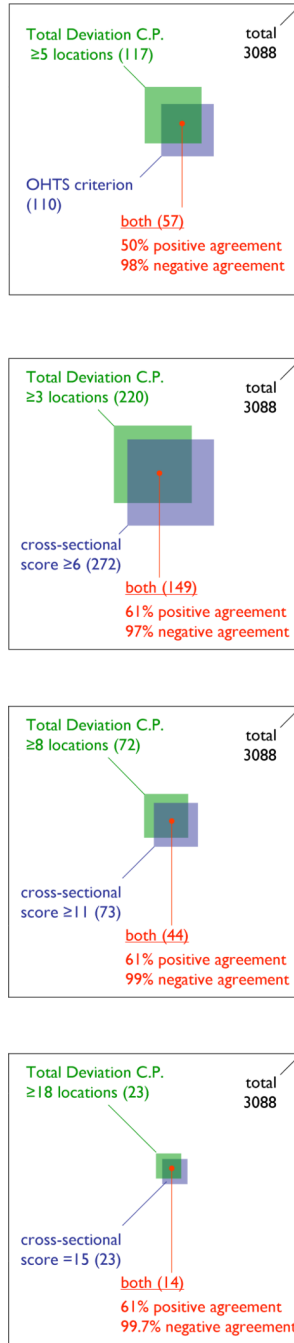 Total Deviation C.P.
≥5 locations (117)
total
3088
OHTS criterion
(110)
both (57)
50% positive agreement
98% negative agreement
Total Deviation C.P.
≥3 locations (220)
total
3088
cross-sectional
score ≥6 (272)
both (149)
61% positive agreement
97% negative agreement
Total Deviation C.P.
≥8 locations (72)
total
3088
cross-sectional
score ≥11 (73)
both (44)
61% positive agreement
99% negative agreement
Total Deviation C.P.
≥18 locations (23)
total
3088
cross-sectional
score =15 (23)
both (14)
61% positive agreement
99.7% negative agreement